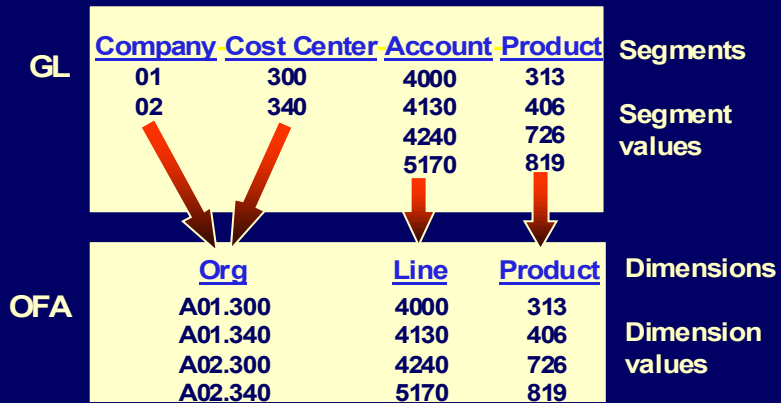 GL
Company-Cost Center-Account-Product
Segments
01 300 4000 313
02 340 4130 406
4240 726
5170 819
Segment
values
OFA
Org Line Product
Dimensions
A01.300 4000 313
A01.340 4130 406
A02.300 4240 726
A02.340 5170 819
Dimension
values